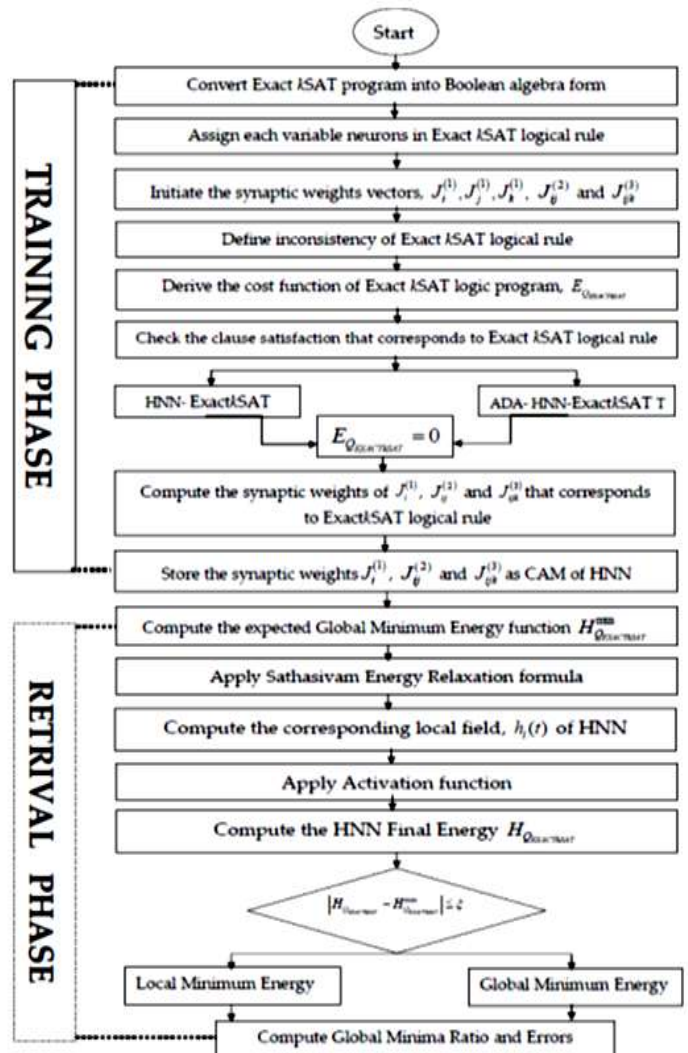 Start
Convert Exact kSAT program into Boolean algebra form
Assign each variable neurons in Exact kSAT logical rule
Initiate the synaptic weights vectors, J_i^(1), J_j^(1), J_k^(1), J_ij^(2) and J_ijk^(3)
Define inconsistency of Exact kSAT logical rule
Derive the cost function of Exact kSAT logic program, E_Q_EXACTkSAT
Check the clause satisfaction that corresponds to Exact kSAT logical rule
HNN- ExactkSAT
ADA- HNN-ExactkSAT T
E_Q_EXACTkSAT = 0
Compute the synaptic weights of J_i^(1), J_ij^(2) and J_ijk^(3) that corresponds
to ExactkSAT logical rule
Store the synaptic weights J_i^(1), J_ij^(2) and J_ijk^(3) as CAM of HNN
TRAINING PHASE
Compute the expected Global Minimum Energy function H^min_Q_EXACTkSAT
Apply Sathasivam Energy Relaxation formula
Compute the corresponding local field, h_i(t) of HNN
Apply Activation function
Compute the HNN Final Energy H_Q_EXACTkSAT
|H_Q_EXACTkSAT - H^min_Q_EXACTkSAT| ≤ ξ
Local Minimum Energy
Global Minimum Energy
Compute Global Minima Ratio and Errors
RETRIVAL PHASE